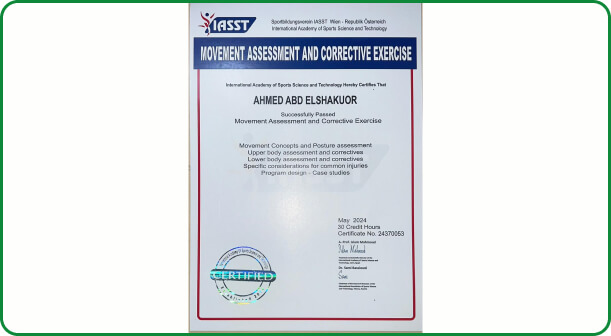 IASST
Sportbildungsverein IASST Wien - Republik Österreich
International Academy of Sports Science and Technology
MOVEMENT ASSESSMENT AND CORRECTIVE EXERCISE
International Academy of Sports Science and Technology Hereby Certifies That
AHMED ABD ELSHAKUOR
Successfully Passed
Movement Assessment and Corrective Exercise
Movement Concepts and Posture assessment
Upper body assessment and correctives
Lower body assessment and correctives
Specific considerations for common injuries
Program design - Case studies
May 2024
30 Credit Hours
Certificate No. 24370053
CERTIFIED